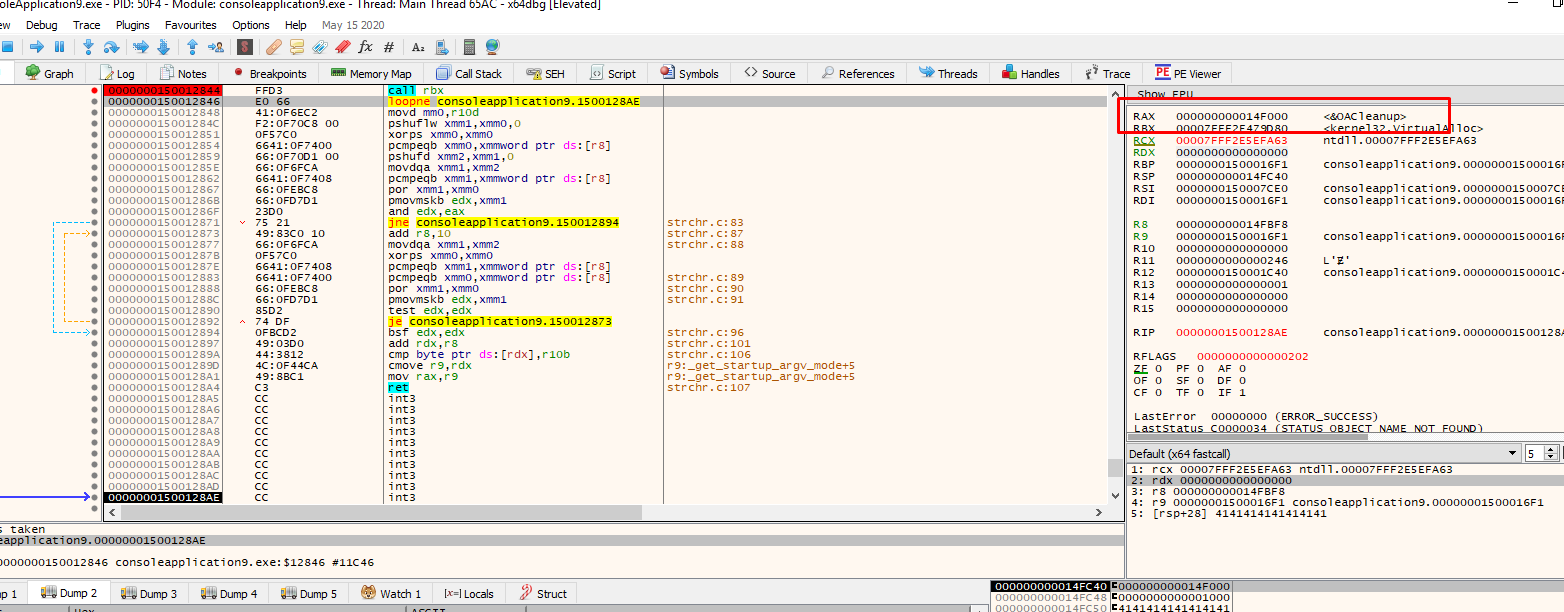 soleApplication9.exe - PID: 50F4 - Module: consoleapplication9.exe - Thread: Main Thread 65AC - x64dbg [Elevated]
ew Debug Trace Plugins Favourites Options Help May 15 2020
Graph Log Notes Breakpoints Memory Map Call Stack SEH Script Symbols Source References Threads Handles Trace PE PE Viewer
0000000150012844 FFD3 call rbx
0000000150012846 E0 66 loopne consoleapplication9.1500128AE
0000000150012848 41:0F6EC2 movd mm0,r10d
000000015001284C F2:0F70C8 00 pshuflw xmm1,xmm0,0
0000000150012851 0F57C0 xorps xmm0,xmm0
0000000150012854 6641:0F7400 pcmpeqb xmm0,xmmword ptr ds:[r8]
0000000150012859 66:0F70D1 00 pshufd xmm2,xmm1,0
000000015001285E 66:0F6FCA movdqa xmm1,xmm2
0000000150012862 6641:0F7408 pcmpeqb xmm1,xmmword ptr ds:[r8]
0000000150012867 66:0FEBC8 por xmm1,xmm0
000000015001286B 66:0FD7D1 pmovmskb edx,xmm1
000000015001286F 23D0 and edx,eax
0000000150012871 75 21 jne consoleapplication9.150012894 strchr.c:83
0000000150012873 49:83C0 10 add r8,10 strchr.c:87
0000000150012877 66:0F6FCA movdqa xmm1,xmm2 strchr.c:88
000000015001287B 0F57C0 xorps xmm0,xmm0
000000015001287E 6641:0F7408 pcmpeqb xmm1,xmmword ptr ds:[r8]
0000000150012883 6641:0F7400 pcmpeqb xmm0,xmmword ptr ds:[r8] strchr.c:89
0000000150012888 66:0FEBC8 por xmm1,xmm0 strchr.c:90
000000015001288C 66:0FD7D1 pmovmskb edx,xmm1 strchr.c:91
0000000150012890 85D2 test edx,edx
0000000150012892 74 DF je consoleapplication9.150012873
0000000150012894 0FBCD2 bsf edx,edx strchr.c:96
0000000150012897 49:03D0 add rdx,r8 strchr.c:101
000000015001289A 44:3812 cmp byte ptr ds:[rdx],r10b strchr.c:106
000000015001289D 4C:0F44CA cmove r9,rdx r9:_get_startup_argv_mode+5
00000001500128A1 49:8BC1 mov rax,r9 r9:_get_startup_argv_mode+5
00000001500128A4 C3 ret strchr.c:107
00000001500128A5 CC int3
00000001500128A6 CC int3
00000001500128A7 CC int3
00000001500128A8 CC int3
00000001500128A9 CC int3
00000001500128AA CC int3
00000001500128AB CC int3
00000001500128AC CC int3
00000001500128AD CC int3
00000001500128AE CC int3
Show FPU
RAX 000000000014F000 <&OACleanup>
RBX 00007FFF2E479D80 <kernel32.VirtualAlloc>
RCX 00007FFF2E5EFA63 ntdll.00007FFF2E5EFA63
RDX 0000000000000000
RBP 00000001500016F1 consoleapplication9.00000001500016F
RSP 000000000014FC40
RSI 0000000150007CE0 consoleapplication9.0000000150007CE
RDI 00000001500016F1 consoleapplication9.00000001500016F
R8 000000000014FBF8
R9 00000001500016F1 consoleapplication9.00000001500016F
R10 0000000000000000
R11 0000000000000246
R12 0000000150001C40 consoleapplication9.0000000150001C4
R13 0000000000000001
R14 0000000000000000
R15 0000000000000000
RIP 00000001500128AE consoleapplication9.00000001500128A
RFLAGS 0000000000000202
ZF 0 PF 0 AF 0
OF 0 SF 0 DF 0
CF 0 TF 0 IF 1
LastError 00000000 (ERROR_SUCCESS)
LastStatus C0000034 (STATUS_OBJECT_NAME_NOT_FOUND)
Default (x64 fastcall) 5
1: rcx 00007FFF2E5EFA63 ntdll.00007FFF2E5EFA63
2: rdx 0000000000000000
3: r8 000000000014FBF8
4: r9 00000001500016F1 consoleapplication9.00000001500016F1
5: [rsp+28] 4141414141414141
s taken
leapplication9.00000001500128AE
0000000150012846 consoleapplication9.exe:$12846 #11C46
mp 1 Dump 2 Dump 3 Dump 4 Dump 5 Watch 1 [x=] Locals Struct
Hex ASCII
000000000014FC40 000000000014F000
000000000014FC48 0000000000001000
000000000014FC50 4141414141414141